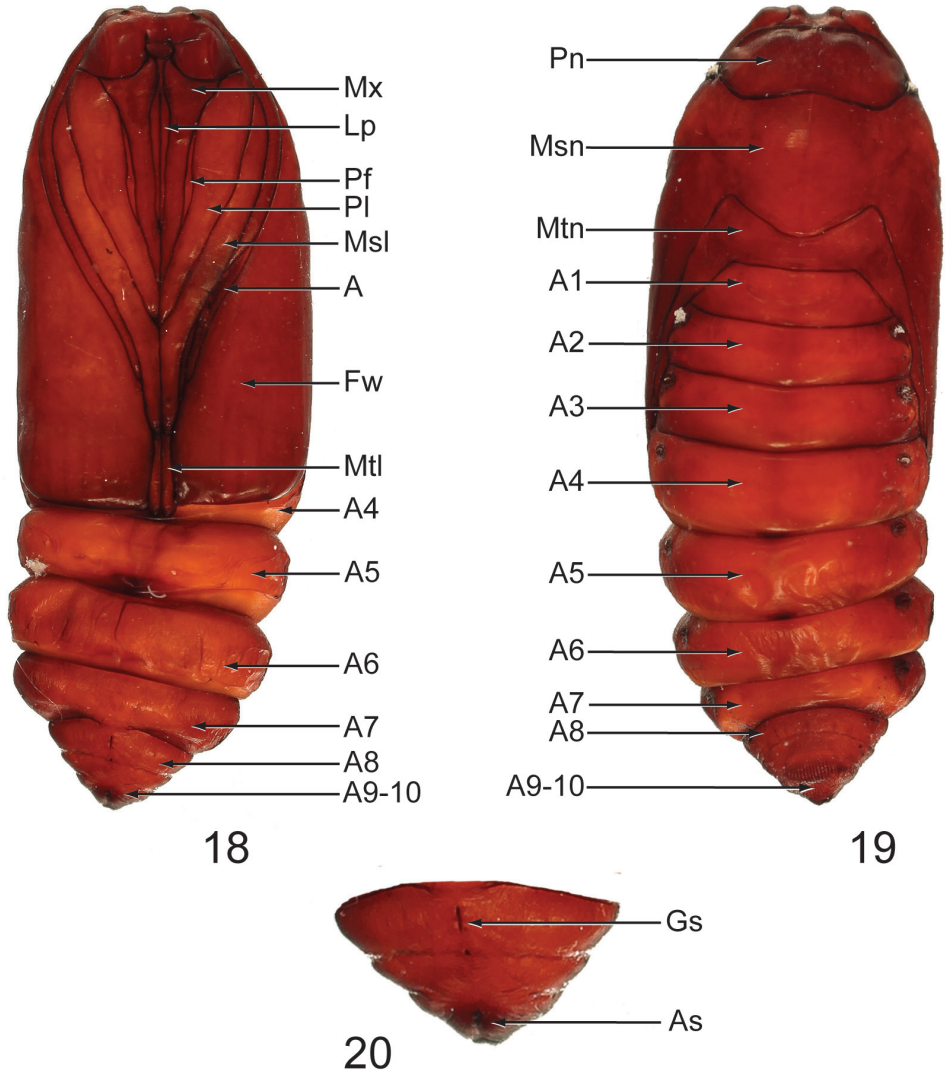 Mx
Lp
Pf
Pl
Msl
A
Fw
Mtl
A4
A5
A6
A7
A8
A9-10
18
Pn
Msn
Mtn
A1
A2
A3
A4
A5
A6
A7
A8
A9-10
19
Gs
As
20